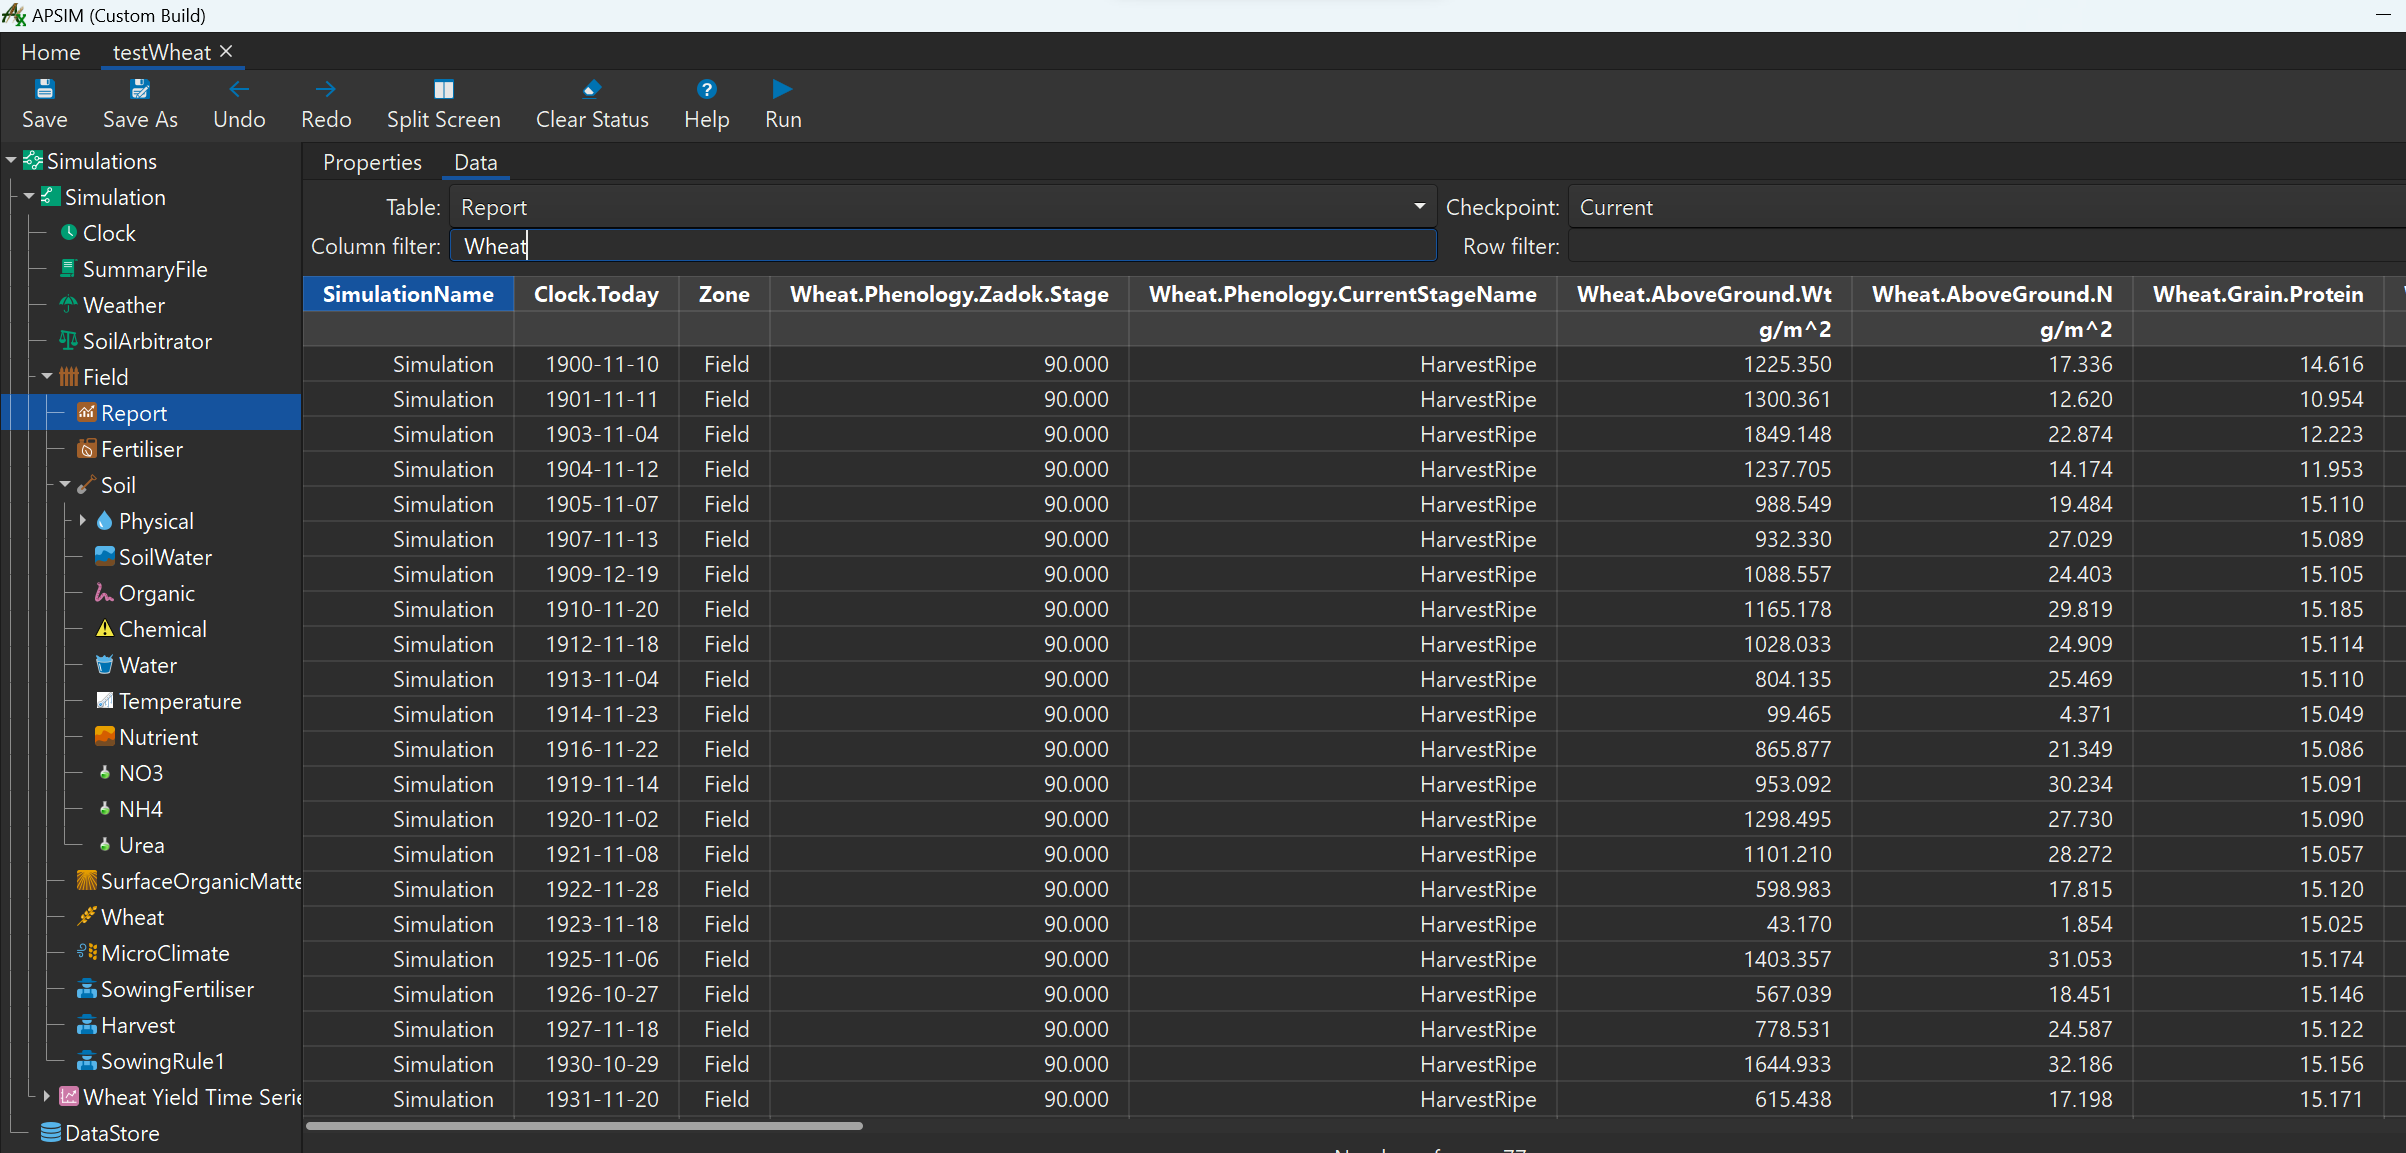 APSIM (Custom Build)
Home testWheat
Save Save As Undo Redo Split Screen Clear Status Help Run
Simulations
Simulation
Clock
SummaryFile
Weather
SoilArbitrator
Field
Report
Fertiliser
Soil
Physical
SoilWater
Organic
Chemical
Water
Temperature
Nutrient
NO3
NH4
Urea
SurfaceOrganicMatte
Wheat
MicroClimate
SowingFertiliser
Harvest
SowingRule1
Wheat Yield Time Serie
DataStore
Properties Data
Table: Report Checkpoint: Current
Column filter: Wheat Row filter:
SimulationName Clock.Today Zone Wheat.Phenology.Zadok.Stage Wheat.Phenology.CurrentStageName Wheat.AboveGround.Wt Wheat.AboveGround.N Wheat.Grain.Protein
g/m^2 g/m^2
Simulation 1900-11-10 Field 90.000 HarvestRipe 1225.350 17.336 14.616
Simulation 1901-11-11 Field 90.000 HarvestRipe 1300.361 12.620 10.954
Simulation 1903-11-04 Field 90.000 HarvestRipe 1849.148 22.874 12.223
Simulation 1904-11-12 Field 90.000 HarvestRipe 1237.705 14.174 11.953
Simulation 1905-11-07 Field 90.000 HarvestRipe 988.549 19.484 15.110
Simulation 1907-11-13 Field 90.000 HarvestRipe 932.330 27.029 15.089
Simulation 1909-12-19 Field 90.000 HarvestRipe 1088.557 24.403 15.105
Simulation 1910-11-20 Field 90.000 HarvestRipe 1165.178 29.819 15.185
Simulation 1912-11-18 Field 90.000 HarvestRipe 1028.033 24.909 15.114
Simulation 1913-11-04 Field 90.000 HarvestRipe 804.135 25.469 15.110
Simulation 1914-11-23 Field 90.000 HarvestRipe 99.465 4.371 15.049
Simulation 1916-11-22 Field 90.000 HarvestRipe 865.877 21.349 15.086
Simulation 1919-11-14 Field 90.000 HarvestRipe 953.092 30.234 15.091
Simulation 1920-11-02 Field 90.000 HarvestRipe 1298.495 27.730 15.090
Simulation 1921-11-08 Field 90.000 HarvestRipe 1101.210 28.272 15.057
Simulation 1922-11-28 Field 90.000 HarvestRipe 598.983 17.815 15.120
Simulation 1923-11-18 Field 90.000 HarvestRipe 43.170 1.854 15.025
Simulation 1925-11-06 Field 90.000 HarvestRipe 1403.357 31.053 15.174
Simulation 1926-10-27 Field 90.000 HarvestRipe 567.039 18.451 15.146
Simulation 1927-11-18 Field 90.000 HarvestRipe 778.531 24.587 15.122
Simulation 1930-10-29 Field 90.000 HarvestRipe 1644.933 32.186 15.156
Simulation 1931-11-20 Field 90.000 HarvestRipe 615.438 17.198 15.171